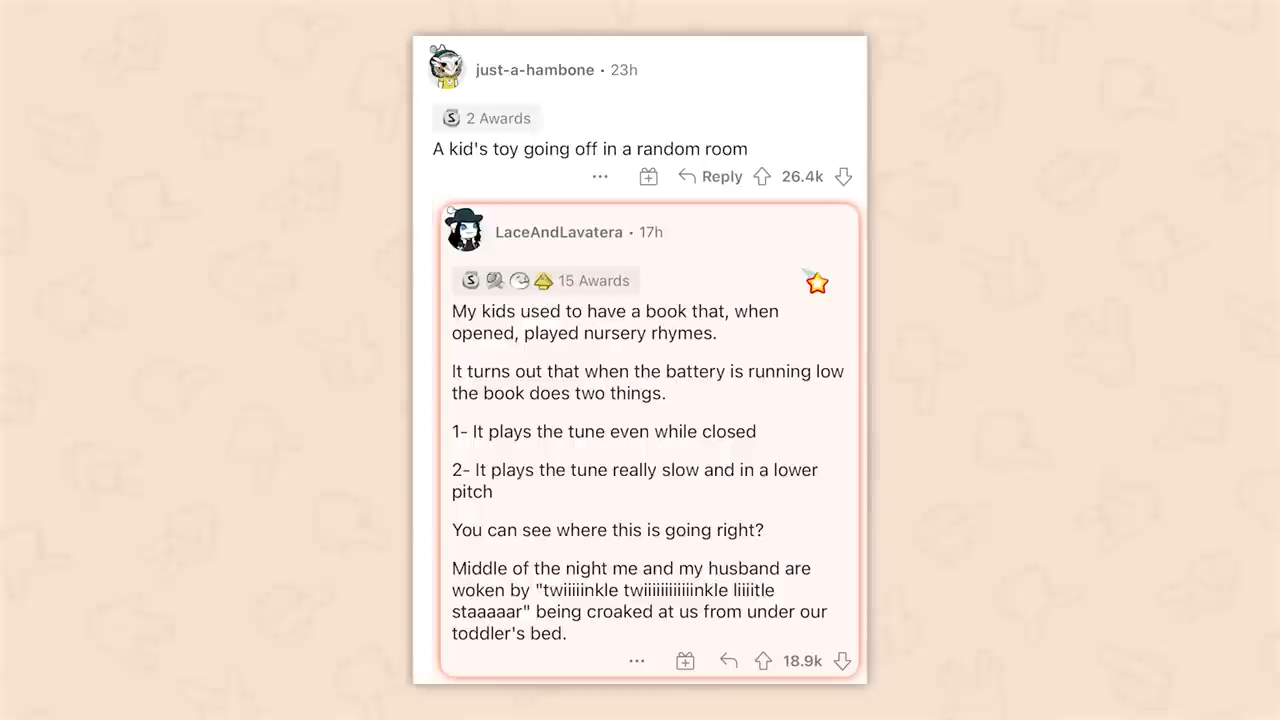 just-a-hambone • 23h
2 Awards
A kid's toy going off in a random room
Reply 26.4k
LaceAndLavatera • 17h
15 Awards
My kids used to have a book that, when
opened, played nursery rhymes.
It turns out that when the battery is running low
the book does two things.
1- It plays the tune even while closed
2- It plays the tune really slow and in a lower
pitch
You can see where this is going right?
Middle of the night me and my husband are
woken by "twiiiiinkle twiiiiiiiiiiiinkle liiiitle
staaaaar" being croaked at us from under our
toddler's bed.
18.9k